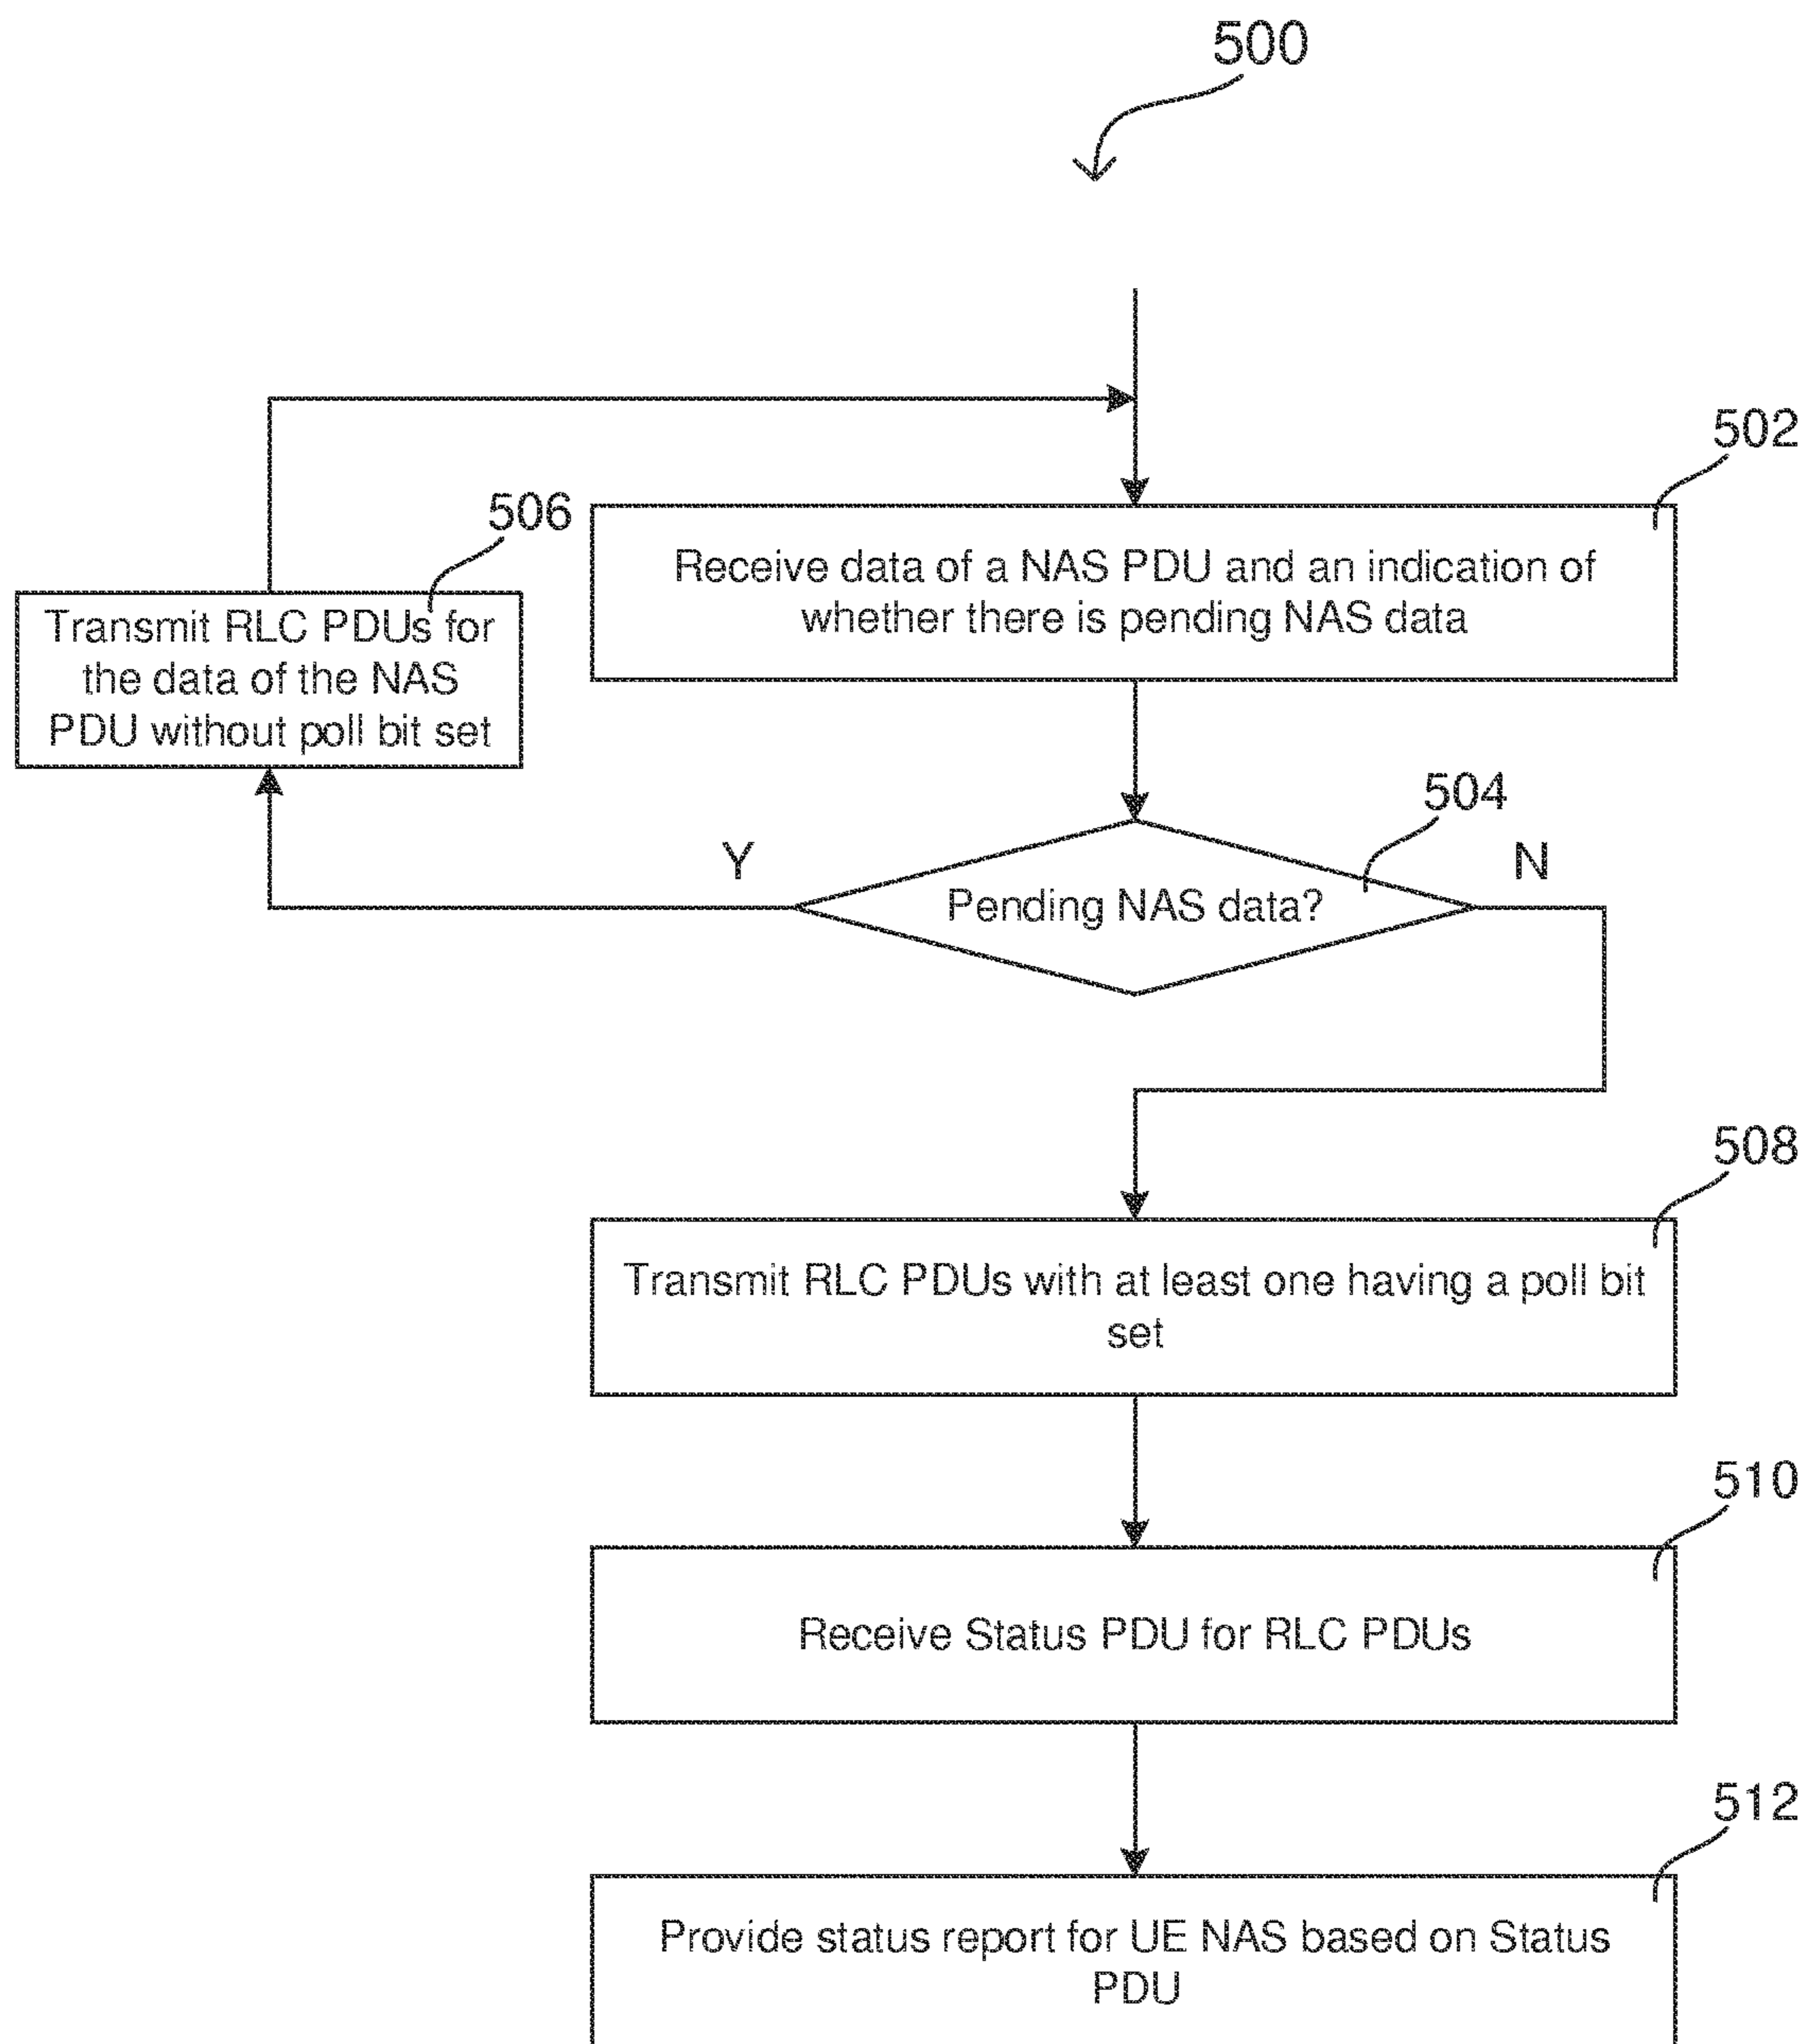 500
502
Receive data of a NAS PDU and an indication of
whether there is pending NAS data
506
Transmit RLC PDUs for
the data of the NAS
PDU without poll bit set
504
Y
Pending NAS data?
N
508
Transmit RLC PDUs with at least one having a poll bit
set
510
Receive Status PDU for RLC PDUs
512
Provide status report for UE NAS based on Status
PDU